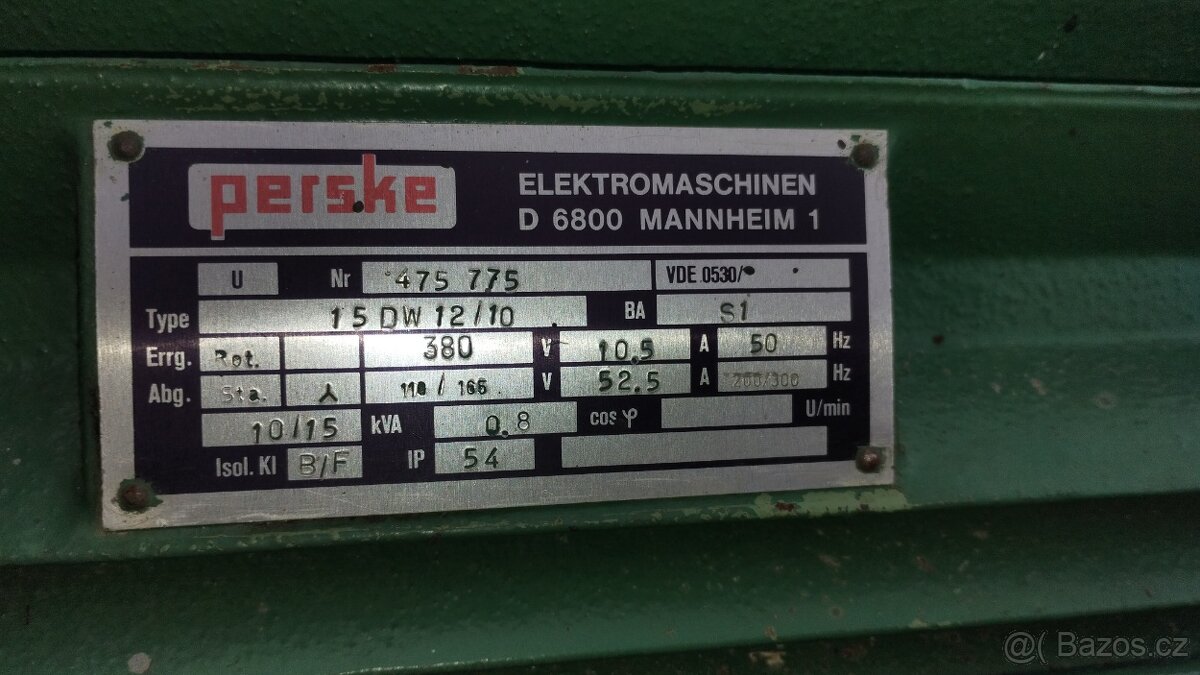 perske ELEKTROMASCHINEN
D 6800 MANNHEIM 1
U Nr 475 775 VDE 0530/
Type 15 DW 12/10 BA S1
Errg. Rot. 380 V 10.5 A 50 Hz
Abg. Sta. 110 / 165 V 52.5 A 200/300 Hz
10/15 kVA 0.8 cos φ U/min
Isol. Kl B/F IP 54
@( Bazos.cz